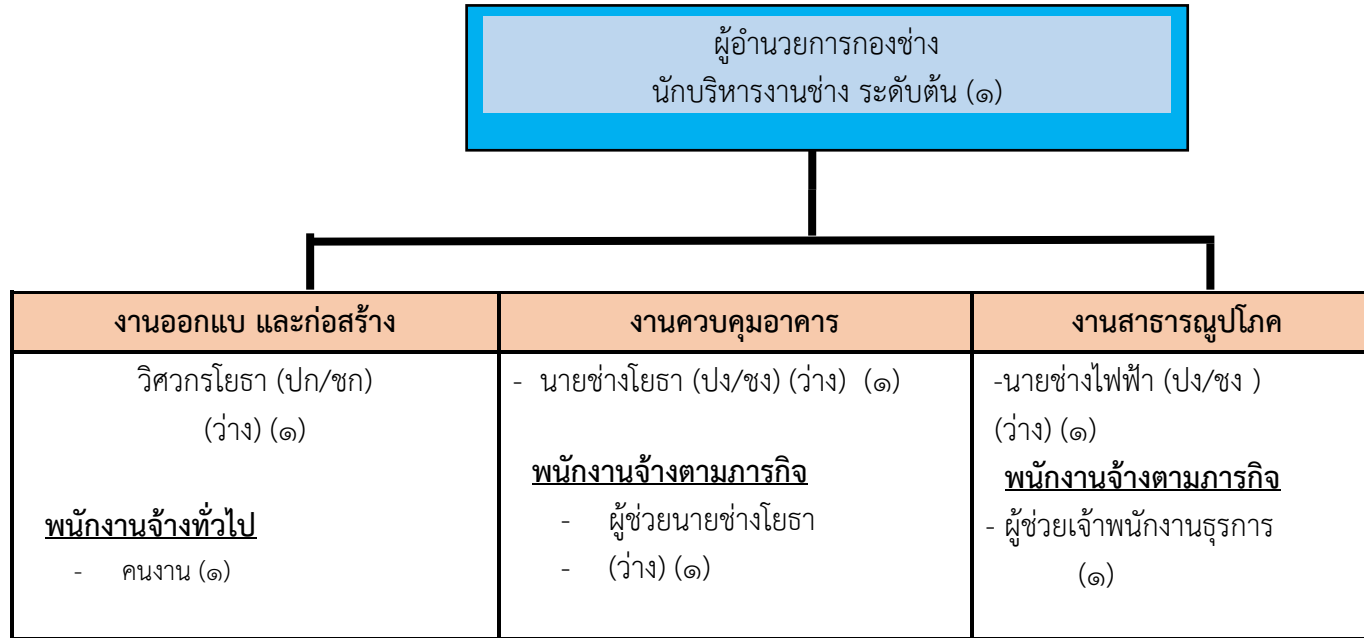 ผู้อำนวยการกองช่าง
นักบริหารงานช่าง ระดับต้น (๑)
งานออกแบบ และก่อสร้าง
วิศวกรโยธา (ปก/ชก)
(ว่าง) (๑)
พนักงานจ้างทั่วไป
- คนงาน (๑)
งานควบคุมอาคาร
- นายช่างโยธา (ปง/ชง) (ว่าง) (๑)
พนักงานจ้างตามภารกิจ
- ผู้ช่วยนายช่างโยธา
- (ว่าง) (๑)
งานสาธารณูปโภค
-นายช่างไฟฟ้า (ปง/ชง )
(ว่าง) (๑)
พนักงานจ้างตามภารกิจ
- ผู้ช่วยเจ้าพนักงานธุรการ
(๑)